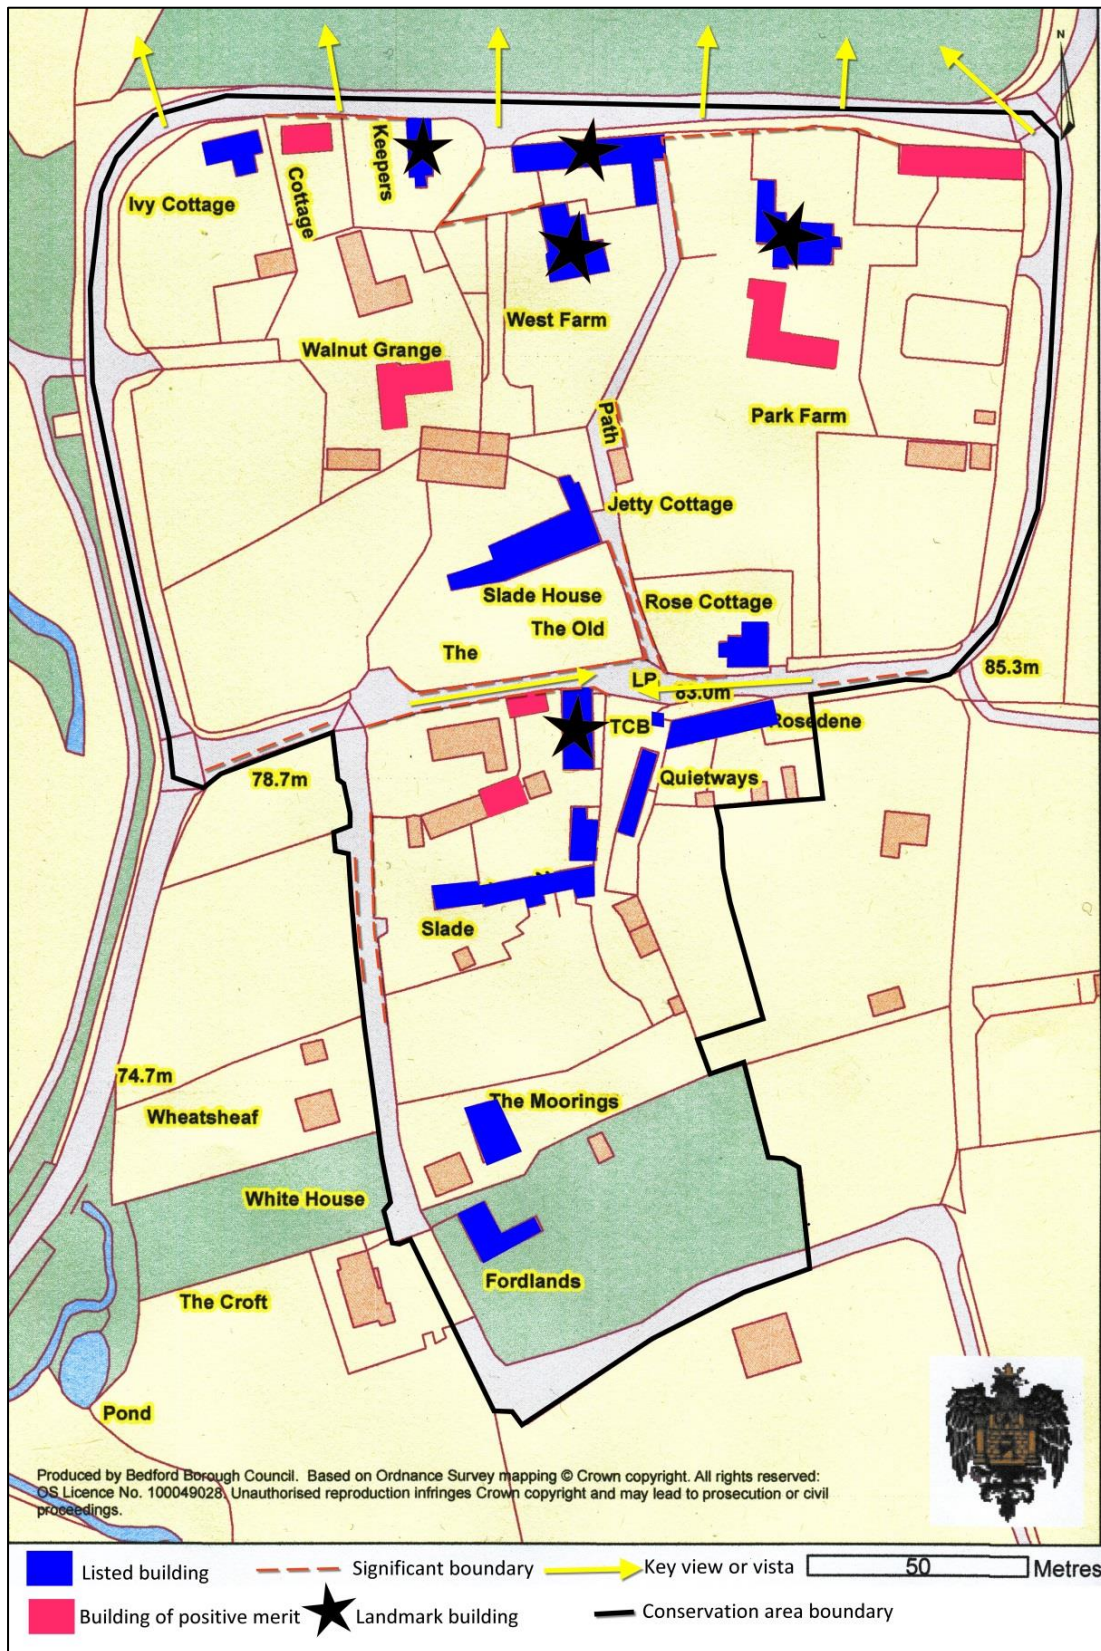 N
Keepers
Cottage
Ivy Cottage
West Farm
Walnut Grange
Path
Park Farm
Jetty Cottage
Slade House
Rose Cottage
The Old
The
85.3m
LB
83.0m
TCB
Rosedene
78.7m
Quietways
Slade
74.7m
The Moorings
Wheatsheaf
White House
Fordlands
The Croft
Pond
Produced by Bedford Borough Council. Based on Ordnance Survey mapping © Crown copyright. All rights reserved:
OS Licence No. 100049028. Unauthorised reproduction infringes Crown copyright and may lead to prosecution or civil
proceedings.
Listed building
Significant boundary
Key view or vista
50
Metres
Building of positive merit
Landmark building
Conservation area boundary